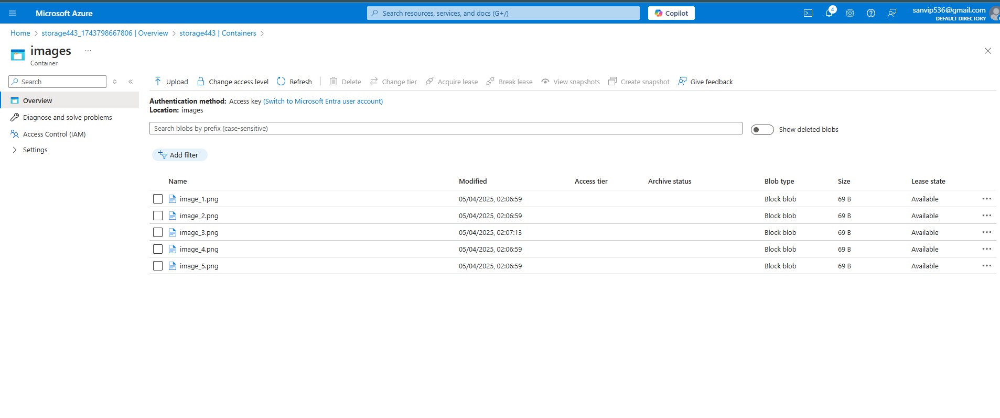 Microsoft Azure
Search resources, services, and docs (G+/)
Copilot
4
sanvip536@gmail.com
DEFAULT DIRECTORY
Home > storage443_1743798667806 | Overview > storage443 | Containers >
images ...
Container
Search
Upload Change access level Refresh Delete Change tier Acquire lease Break lease View snapshots Create snapshot Give feedback
Overview
Diagnose and solve problems
Access Control (IAM)
Settings
Authentication method: Access key (Switch to Microsoft Entra user account)
Location: images
Search blobs by prefix (case-sensitive)
Show deleted blobs
Add filter
Name Modified Access tier Archive status Blob type Size Lease state
image_1.png 05/04/2025, 02:06:59 Block blob 69 B Available
image_2.png 05/04/2025, 02:06:59 Block blob 69 B Available
image_3.png 05/04/2025, 02:07:13 Block blob 69 B Available
image_4.png 05/04/2025, 02:06:59 Block blob 69 B Available
image_5.png 05/04/2025, 02:06:59 Block blob 69 B Available